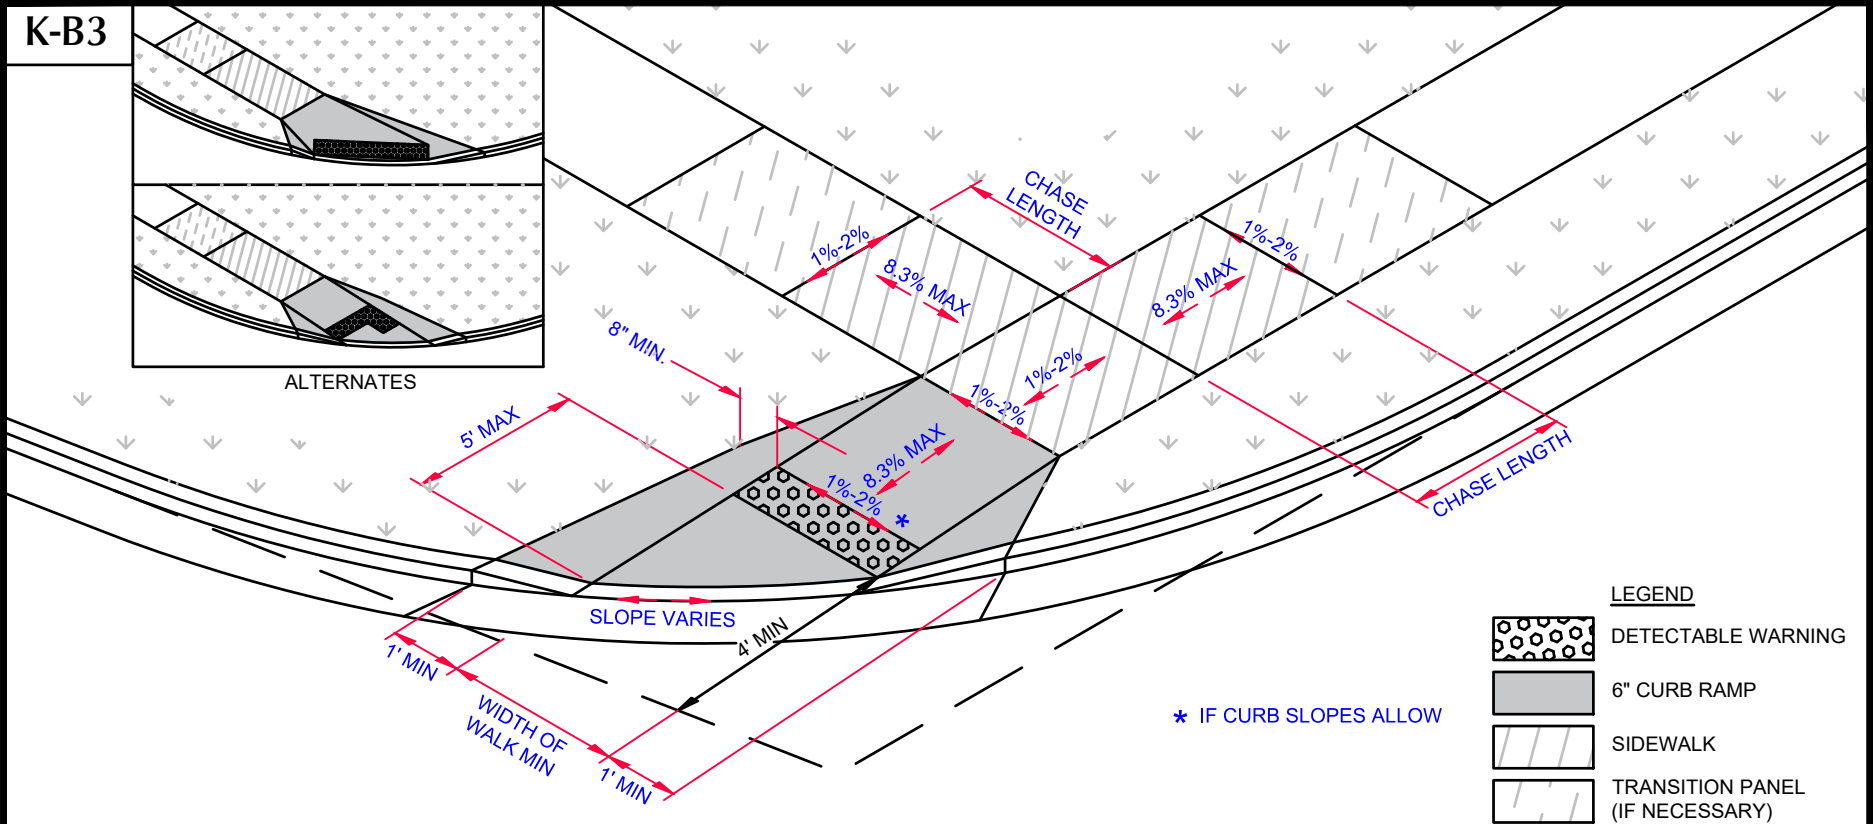 K-B3
ALTERNATES
CHASE
LENGTH
1%-2%
8.3% MAX
1%-2%
8.3% MAX
8" MIN.
1%-2%
1%-2%
5' MAX
8.3% MAX
1%-2%
*
CHASE LENGTH
SLOPE VARIES
4' MIN
1' MIN
WIDTH OF
WALK MIN
1' MIN
* IF CURB SLOPES ALLOW
LEGEND
DETECTABLE WARNING
6" CURB RAMP
SIDEWALK
TRANSITION PANEL
(IF NECESSARY)